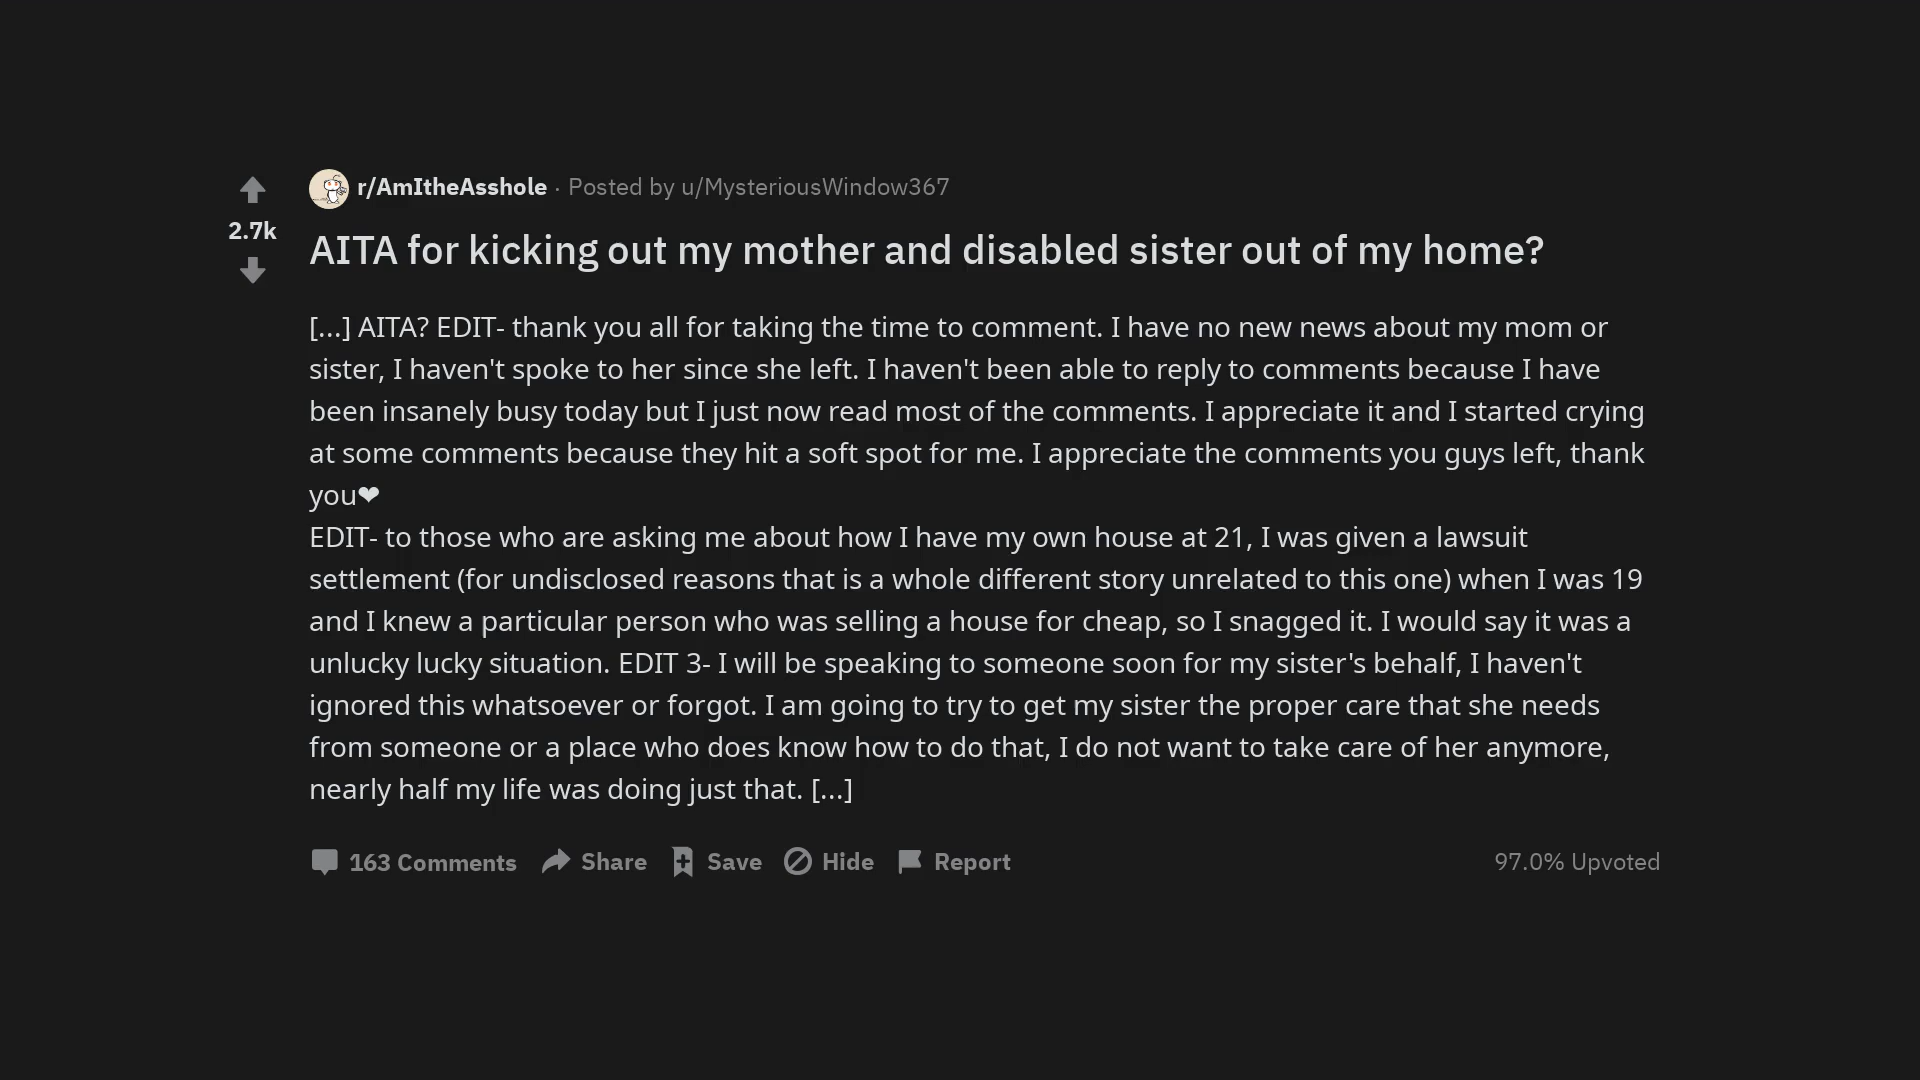 r/AmItheAsshole · Posted by u/MysteriousWindow367
2.7k
AITA for kicking out my mother and disabled sister out of my home?
[...] AITA? EDIT- thank you all for taking the time to comment. I have no new news about my mom or
sister, I haven't spoke to her since she left. I haven't been able to reply to comments because I have
been insanely busy today but I just now read most of the comments. I appreciate it and I started crying
at some comments because they hit a soft spot for me. I appreciate the comments you guys left, thank
you❤
EDIT- to those who are asking me about how I have my own house at 21, I was given a lawsuit
settlement (for undisclosed reasons that is a whole different story unrelated to this one) when I was 19
and I knew a particular person who was selling a house for cheap, so I snagged it. I would say it was a
unlucky lucky situation. EDIT 3- I will be speaking to someone soon for my sister's behalf, I haven't
ignored this whatsoever or forgot. I am going to try to get my sister the proper care that she needs
from someone or a place who does know how to do that, I do not want to take care of her anymore,
nearly half my life was doing just that. [...]
163 Comments Share Save Hide Report 97.0% Upvoted